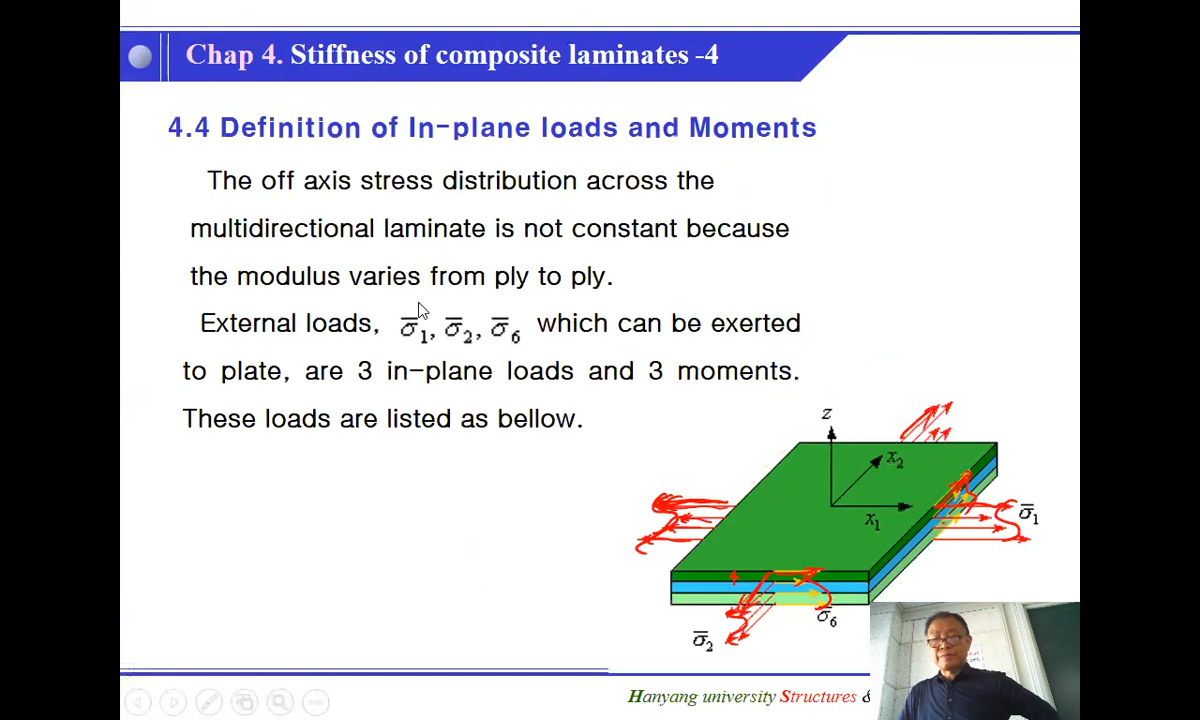 Chap 4. Stiffness of composite laminates -4
4.4 Definition of In-plane loads and Moments
The off axis stress distribution across the
multidirectional laminate is not constant because
the modulus varies from ply to ply.
External loads, σ̅₁, σ̅₂, σ̅₆ which can be exerted
to plate, are 3 in-plane loads and 3 moments.
These loads are listed as bellow.
z
x₂
x₁
σ̅₁
σ̅₆
σ̅₂
Hanyang university Structures &